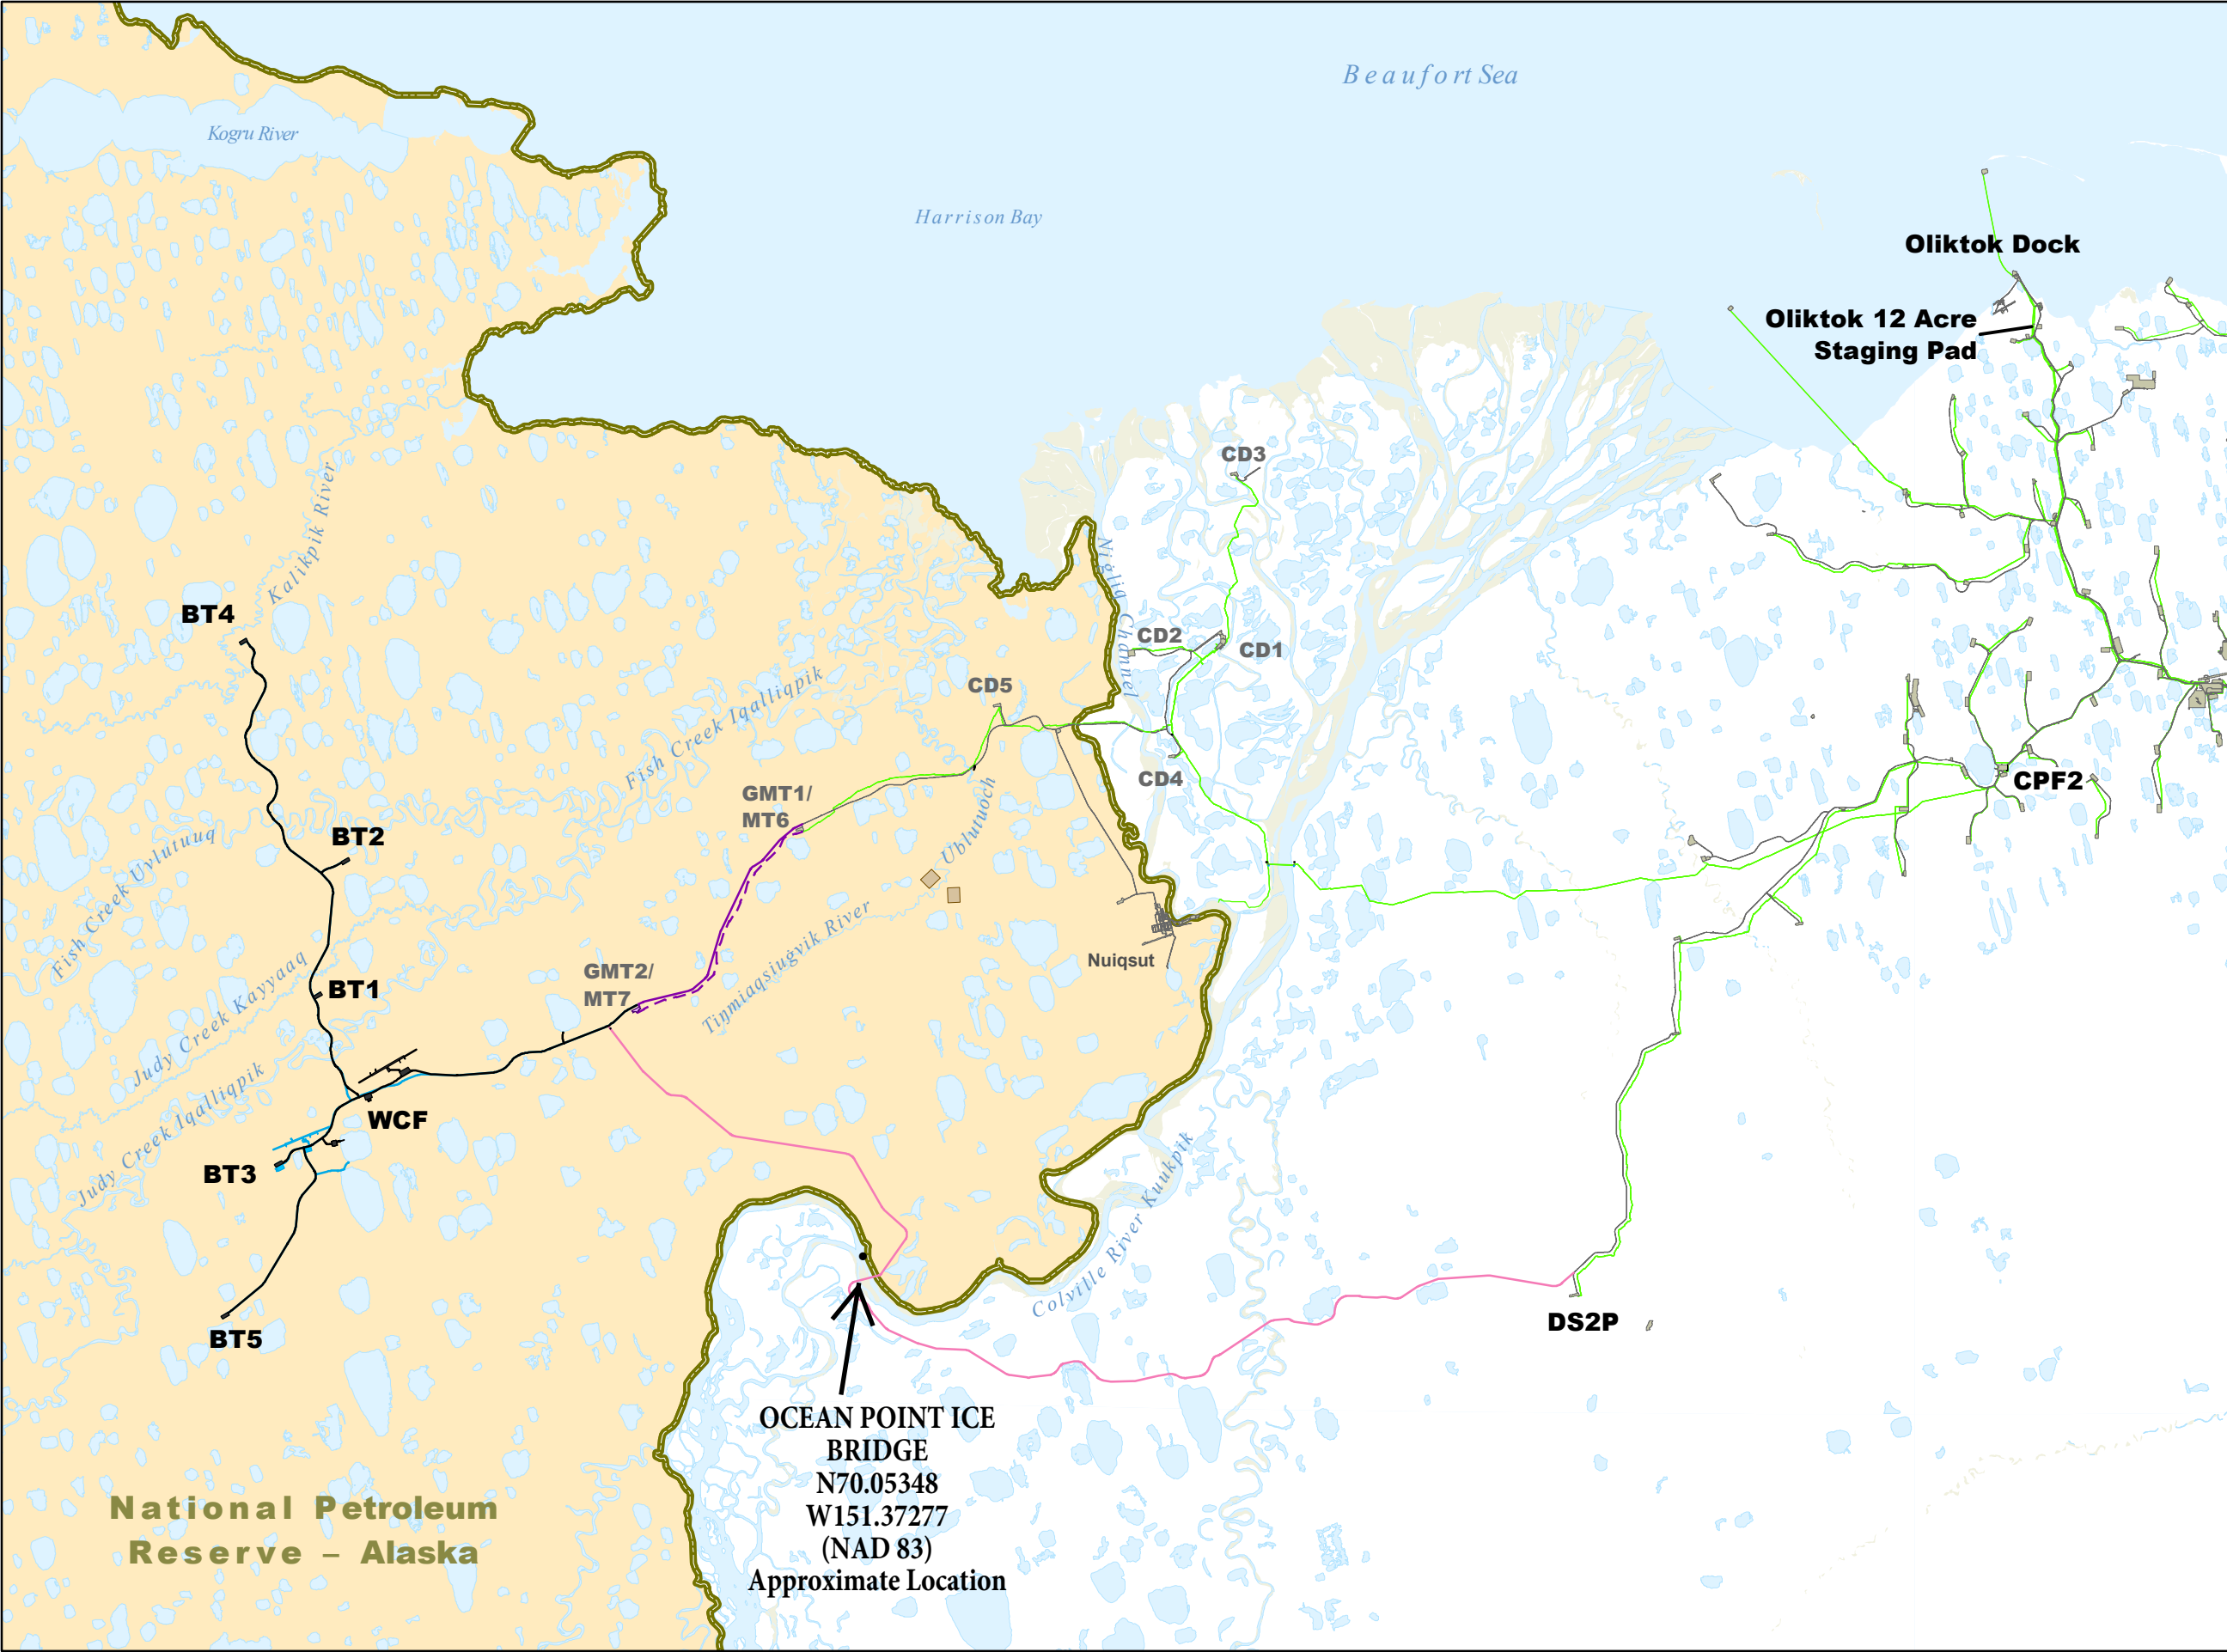 Beaufort Sea
Kogru River
Harrison Bay
Oliktok Dock
Oliktok 12 Acre
Staging Pad
CD3
Kalikpik River
Nigliq Channel
BT4
CD2
CD1
CD5
Fish Creek Iqalliqpik
CD4
CPF2
GMT1/
MT6
Ublutuoch
BT2
Fish Creek Uvlutuuq
Tiŋmiaqsiuġvik River
Nuiqsut
GMT2/
MT7
BT1
Judy Creek Kayyaaq
Judy Creek Iqalliqpik
WCF
BT3
Colville River Kuukpik
BT5
DS2P
OCEAN POINT ICE
BRIDGE
N70.05348
W151.37277
(NAD 83)
Approximate Location
National Petroleum
Reserve – Alaska